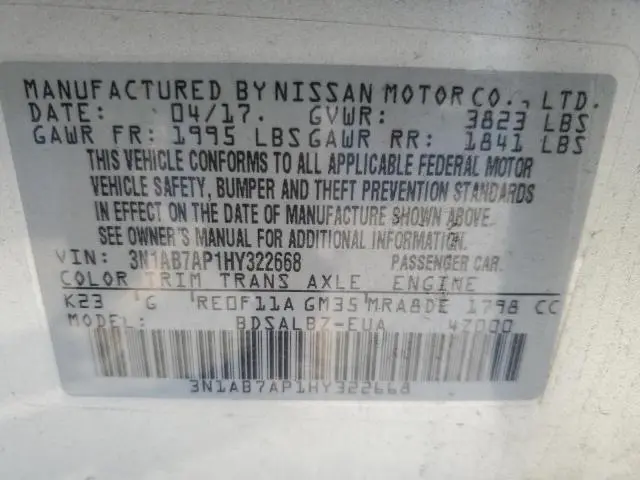 MANUFACTURED BY NISSAN MOTOR CO., LTD.
DATE: 04/17. GVWR: 3823 LBS
GAWR FR: 1995 LBS GAWR RR: 1841 LBS
THIS VEHICLE CONFORMS TO ALL APPLICABLE FEDERAL MOTOR
VEHICLE SAFETY, BUMPER AND THEFT PREVENTION STANDARDS
IN EFFECT ON THE DATE OF MANUFACTURE SHOWN ABOVE.
SEE OWNER'S MANUAL FOR ADDITIONAL INFORMATION.
VIN: 3N1AB7AP1HY322668 PASSENGER CAR.
COLOR TRIM TRANS AXLE ENGINE
K23 G RE0F11A GM35 MRA8DE 1798 CC
MODEL: BDSALB7-EUA 4Z000
3N1AB7AP1HY322668